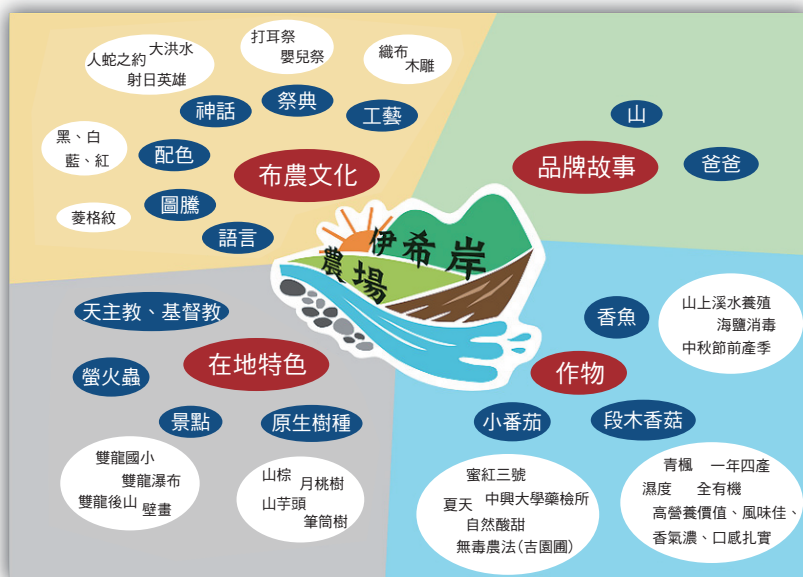 人蛇之約
大洪水
射日英雄
打耳祭
嬰兒祭
織布
木雕
神話
祭典
工藝
黑、白
藍、紅
配色
布農文化
菱格紋
圖騰
語言
山
品牌故事
爸爸
伊希岸
農場
天主教、基督教
在地特色
螢火蟲
景點
原生樹種
雙龍國小
雙龍瀑布
雙龍後山
壁畫
山棕
月桃樹
山芋頭
筆筒樹
香魚
山上溪水養殖
海鹽消毒
中秋節前產季
作物
小番茄
段木香菇
蜜紅三號
夏天
中興大學藥檢所
自然酸甜
無毒農法(吉園圃)
青楓
一年四產
濕度
全有機
高營養價值、風味佳、
香氣濃、口感扎實